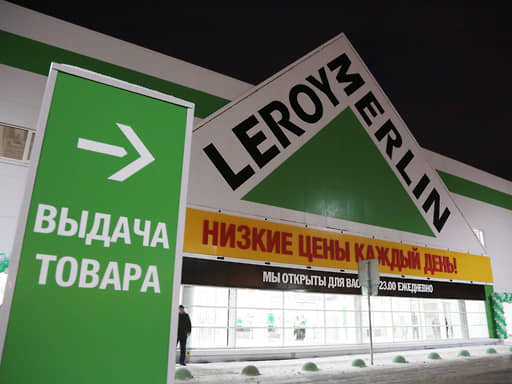 ВЫДАЧА
ТОВАРА
LEROY MERLIN
НИЗКИЕ ЦЕНЫ КАЖДЫЙ ДЕНЬ!
МЫ ОТКРЫТЫ ДЛЯ ВАС 23.00 ЕЖЕДНЕВНО